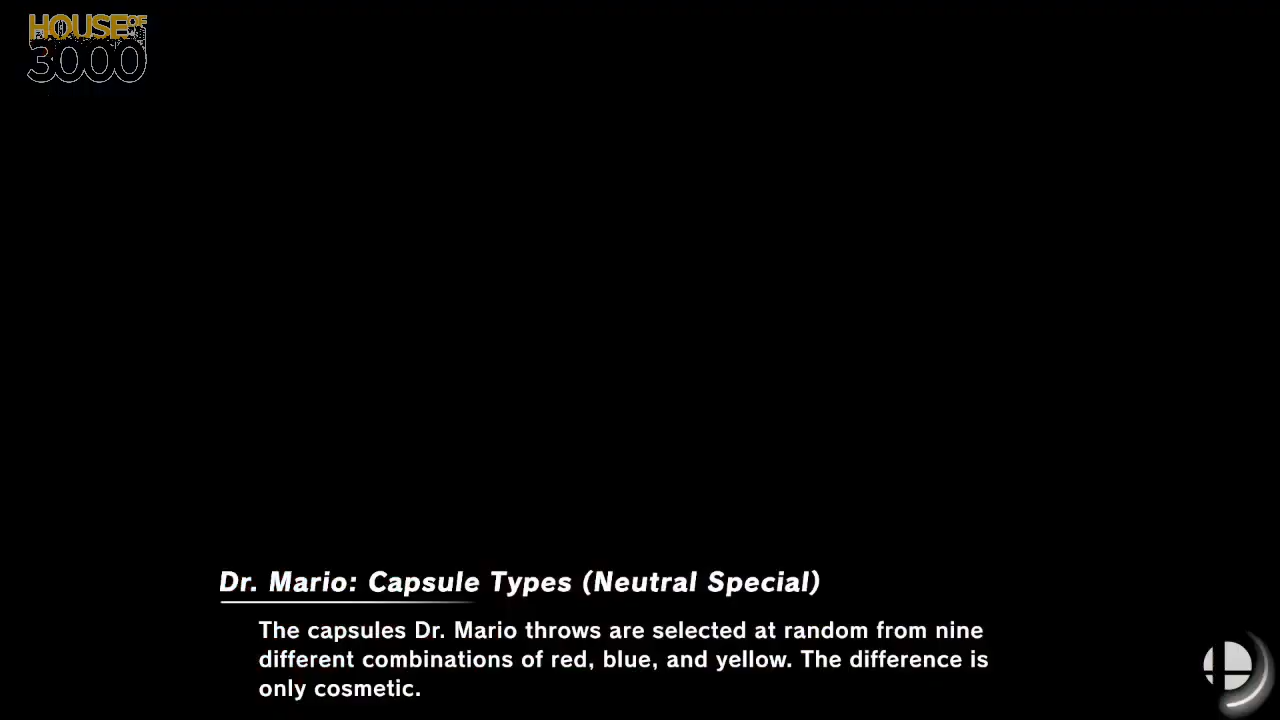 HOUSE OF
3000
Dr. Mario: Capsule Types (Neutral Special)
The capsules Dr. Mario throws are selected at random from nine
different combinations of red, blue, and yellow. The difference is
only cosmetic.